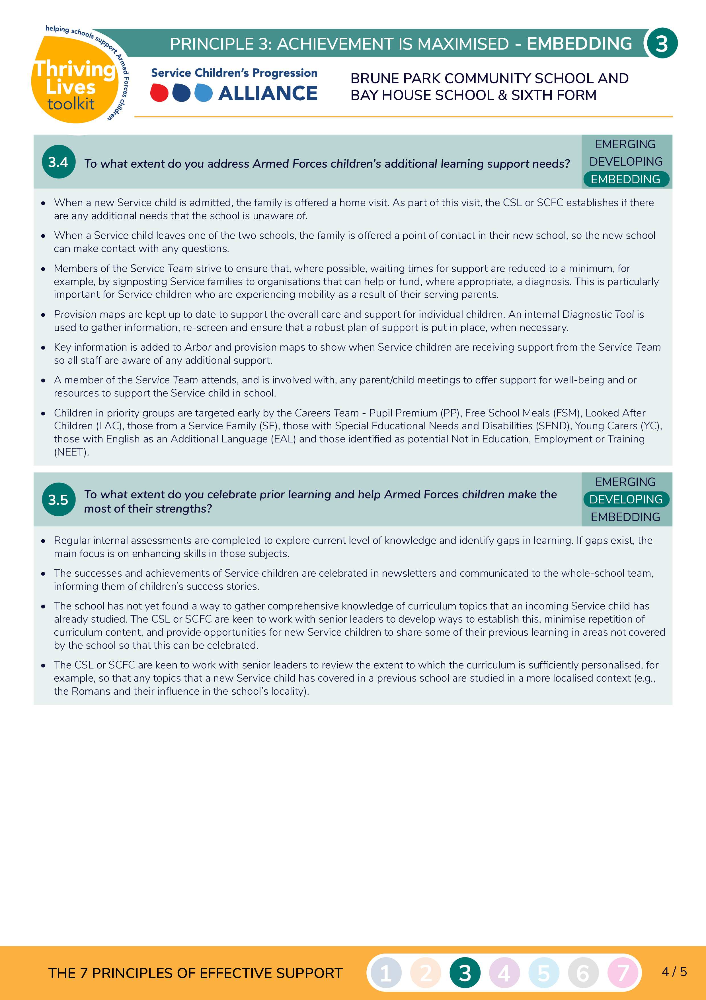 helping schools support Armed Forces children
Thriving
Lives
toolkit
PRINCIPLE 3: ACHIEVEMENT IS MAXIMISED - EMBEDDING
3
Service Children's Progression
ALLIANCE
BRUNE PARK COMMUNITY SCHOOL AND
BAY HOUSE SCHOOL & SIXTH FORM
3.4
To what extent do you address Armed Forces children's additional learning support needs?
EMERGING
DEVELOPING
EMBEDDING
• When a new Service child is admitted, the family is offered a home visit. As part of this visit, the CSL or SCFC establishes if there
are any additional needs that the school is unaware of.
• When a Service child leaves one of the two schools, the family is offered a point of contact in their new school, so the new school
can make contact with any questions.
• Members of the Service Team strive to ensure that, where possible, waiting times for support are reduced to a minimum, for
example, by signposting Service families to organisations that can help or fund, where appropriate, a diagnosis. This is particularly
important for Service children who are experiencing mobility as a result of their serving parents.
• Provision maps are kept up to date to support the overall care and support for individual children. An internal Diagnostic Tool is
used to gather information, re-screen and ensure that a robust plan of support is put in place, when necessary.
• Key information is added to Arbor and provision maps to show when Service children are receiving support from the Service Team
so all staff are aware of any additional support.
• A member of the Service Team attends, and is involved with, any parent/child meetings to offer support for well-being and or
resources to support the Service child in school.
• Children in priority groups are targeted early by the Careers Team - Pupil Premium (PP), Free School Meals (FSM), Looked After
Children (LAC), those from a Service Family (SF), those with Special Educational Needs and Disabilities (SEND), Young Carers (YC),
those with English as an Additional Language (EAL) and those identified as potential Not in Education, Employment or Training
(NEET).
3.5
To what extent do you celebrate prior learning and help Armed Forces children make the
most of their strengths?
EMERGING
DEVELOPING
EMBEDDING
• Regular internal assessments are completed to explore current level of knowledge and identify gaps in learning. If gaps exist, the
main focus is on enhancing skills in those subjects.
• The successes and achievements of Service children are celebrated in newsletters and communicated to the whole-school team,
informing them of children's success stories.
• The school has not yet found a way to gather comprehensive knowledge of curriculum topics that an incoming Service child has
already studied. The CSL or SCFC are keen to work with senior leaders to develop ways to establish this, minimise repetition of
curriculum content, and provide opportunities for new Service children to share some of their previous learning in areas not covered
by the school so that this can be celebrated.
• The CSL or SCFC are keen to work with senior leaders to review the extent to which the curriculum is sufficiently personalised, for
example, so that any topics that a new Service child has covered in a previous school are studied in a more localised context (e.g.,
the Romans and their influence in the school's locality).
THE 7 PRINCIPLES OF EFFECTIVE SUPPORT
1 2 3 4 5 6 7
4 / 5